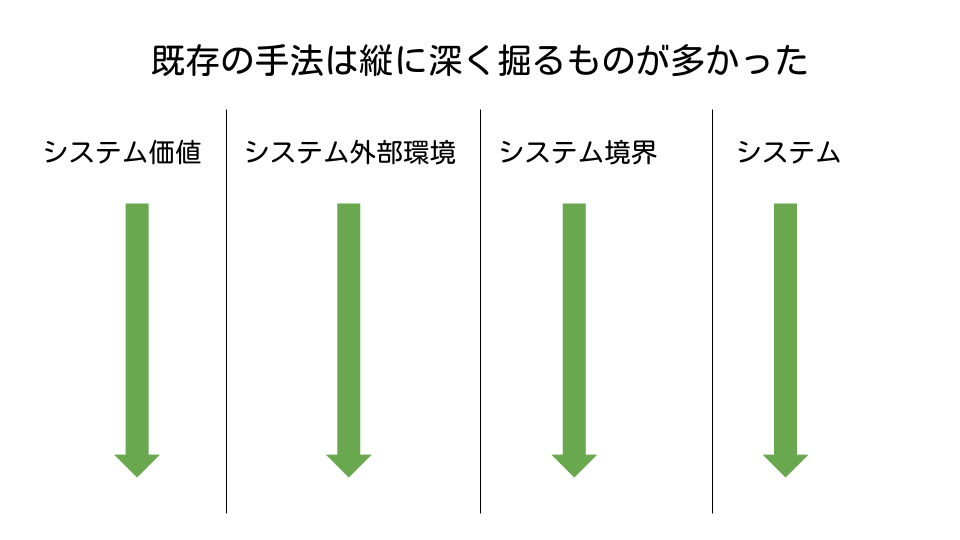 既存の手法は縦に深く掘るものが多かった
システム価値
システム外部環境
システム境界
システム